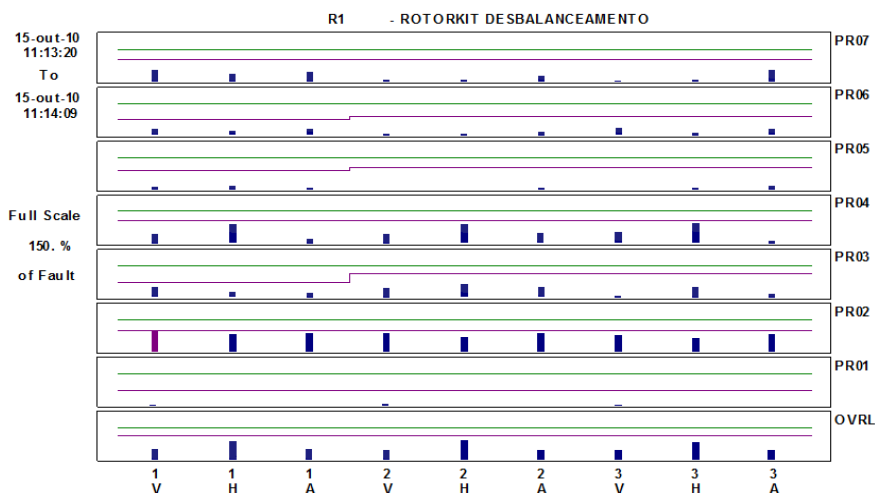 R1 - ROTORKIT DESBALANCEAMENTO
15-out-10
11:13:20
To
15-out-10
11:14:09
Full Scale
150. %
of Fault
PR07
PR06
PR05
PR04
PR03
PR02
PR01
OVRL
1 1 1 2 2 2 3 3 3
V H A V H A V H A